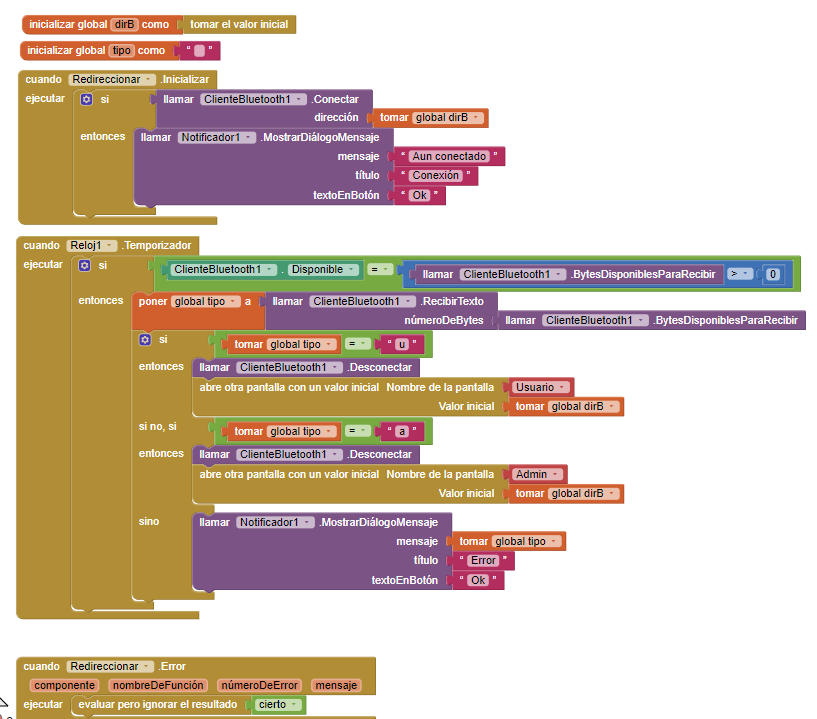 inicializar global dirB como tomar el valor inicial
inicializar global tipo como " "
cuando Redireccionar .Inicializar
ejecutar si llamar ClienteBluetooth1 .Conectar
dirección tomar global dirB
entonces llamar Notificador1 .MostrarDiálogoMensaje
mensaje " Aun conectado "
título " Conexión "
textoEnBotón " Ok "
cuando Reloj1 .Temporizador
ejecutar si ClienteBluetooth1 . Disponible = llamar ClienteBluetooth1 .BytesDisponiblesParaRecibir > 0
entonces poner global tipo a llamar ClienteBluetooth1 .RecibirTexto
númeroDeBytes llamar ClienteBluetooth1 .BytesDisponiblesParaRecibir
si tomar global tipo = " u "
entonces llamar ClienteBluetooth1 .Desconectar
abre otra pantalla con un valor inicial Nombre de la pantalla Usuario
Valor inicial tomar global dirB
si no, si tomar global tipo = " a "
entonces llamar ClienteBluetooth1 .Desconectar
abre otra pantalla con un valor inicial Nombre de la pantalla Admin
Valor inicial tomar global dirB
sino llamar Notificador1 .MostrarDiálogoMensaje
mensaje tomar global tipo
título " Error "
textoEnBotón " Ok "
cuando Redireccionar .Error
componente nombreDeFunción númeroDeError mensaje
ejecutar evaluar pero ignorar el resultado cierto